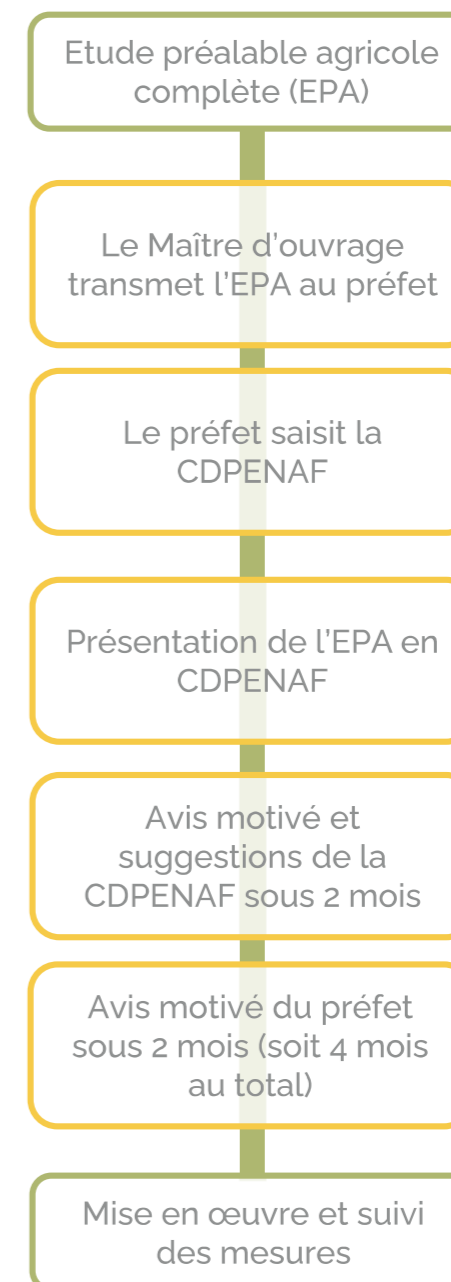 Etude préalable agricole
complète (EPA)
Le Maître d'ouvrage
transmet l'EPA au préfet
Le préfet saisit la
CDPENAF
Présentation de l'EPA en
CDPENAF
Avis motivé et
suggestions de la
CDPENAF sous 2 mois
Avis motivé du préfet
sous 2 mois (soit 4 mois
au total)
Mise en œuvre et suivi
des mesures